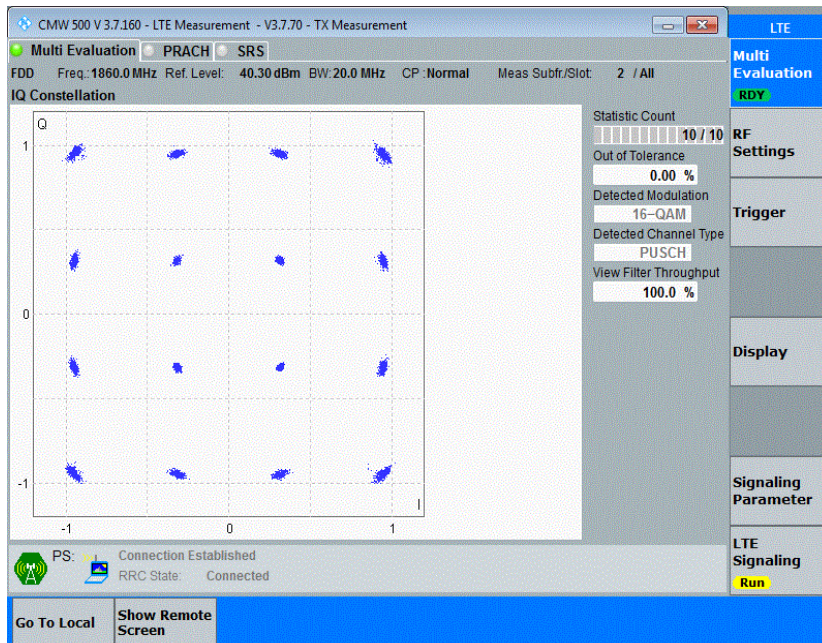 CMW 500 V 3.7.160 - LTE Measurement - V3.7.70 - TX Measurement
Multi Evaluation PRACH SRS
FDD Freq.: 1860.0 MHz Ref. Level: 40.30 dBm BW: 20.0 MHz CP : Normal Meas Subfr./Slot: 2 / All
IQ Constellation
Q
1
0
-1
I
-1 0 1
Statistic Count
10 / 10
Out of Tolerance
0.00 %
Detected Modulation
16-QAM
Detected Channel Type
PUSCH
View Filter Throughput
100.0 %
PS: Connection Established
RRC State: Connected
LTE
Multi
Evaluation
RDY
RF
Settings
Trigger
Display
Signaling
Parameter
LTE
Signaling
Run
Go To Local
Show Remote
Screen